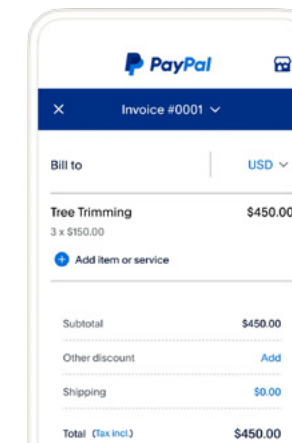 PayPal
Invoice #0001
Bill to USD
Tree Trimming $450.00
3 x $150.00
Add item or service
Subtotal $450.00
Other discount Add
Shipping $0.00
Total (Tax incl.) $450.00